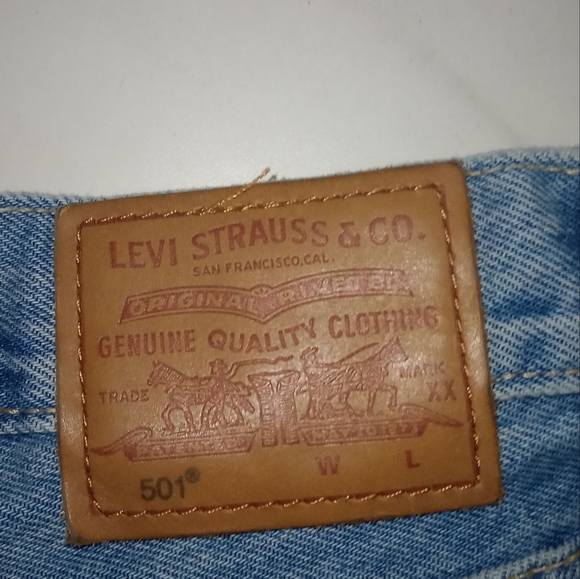 LEVI STRAUSS & CO.
SAN FRANCISCO, CAL.
ORIGINAL RIVETED
GENUINE QUALITY CLOTHING
TRADE MARK
XX
W L
501®